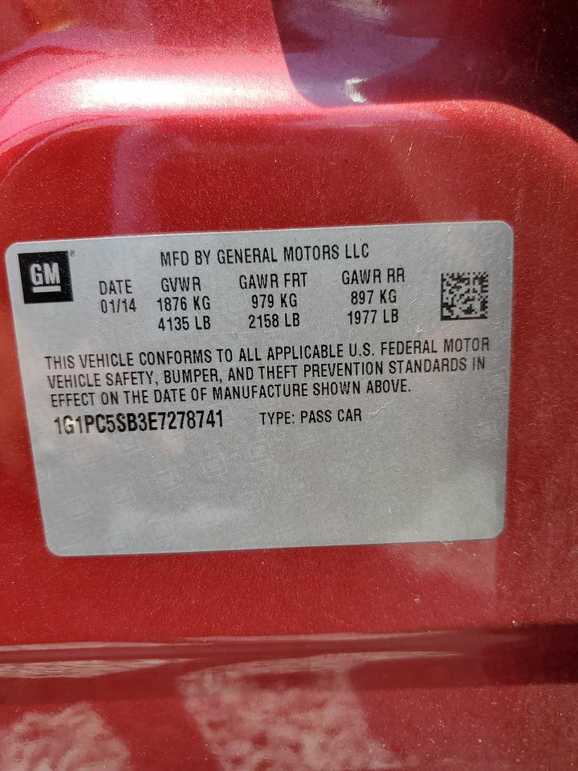 GM
®
MFD BY GENERAL MOTORS LLC
DATE GVWR GAWR FRT GAWR RR
01/14 1876 KG 979 KG 897 KG
4135 LB 2158 LB 1977 LB
THIS VEHICLE CONFORMS TO ALL APPLICABLE U.S. FEDERAL MOTOR
VEHICLE SAFETY, BUMPER, AND THEFT PREVENTION STANDARDS IN
EFFECT ON THE DATE OF MANUFACTURE SHOWN ABOVE.
1G1PC5SB3E7278741 TYPE: PASS CAR